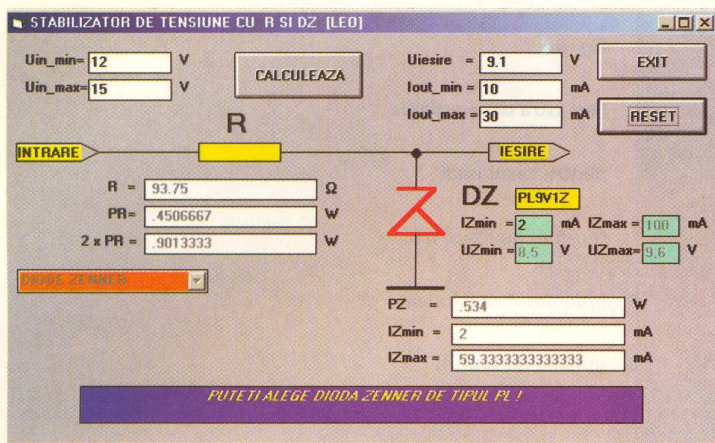 STABILIZATOR DE TENSIUNE CU R SI DZ [LEO]
Uin_min= 12 V
Uin_max= 15 V
CALCULEAZA
Uiesire = 9.1 V
Iout_min = 10 mA
Iout_max = 30 mA
EXIT
RESET
R
INTRARE
IESIRE
R = 93.75 Ω
PR= .4506667 W
2 x PR = .9013333 W
DZ PL9V1Z
IZmin = 2 mA IZmax = 100 mA
UZmin= 8,5 V UZmax= 9,6 V
DIODE ZENNER
PZ = .534 W
IZmin = 2 mA
IZmax = 59.3333333333333 mA
PUTETI ALEGE DIODA ZENNER DE TIPUL PL !